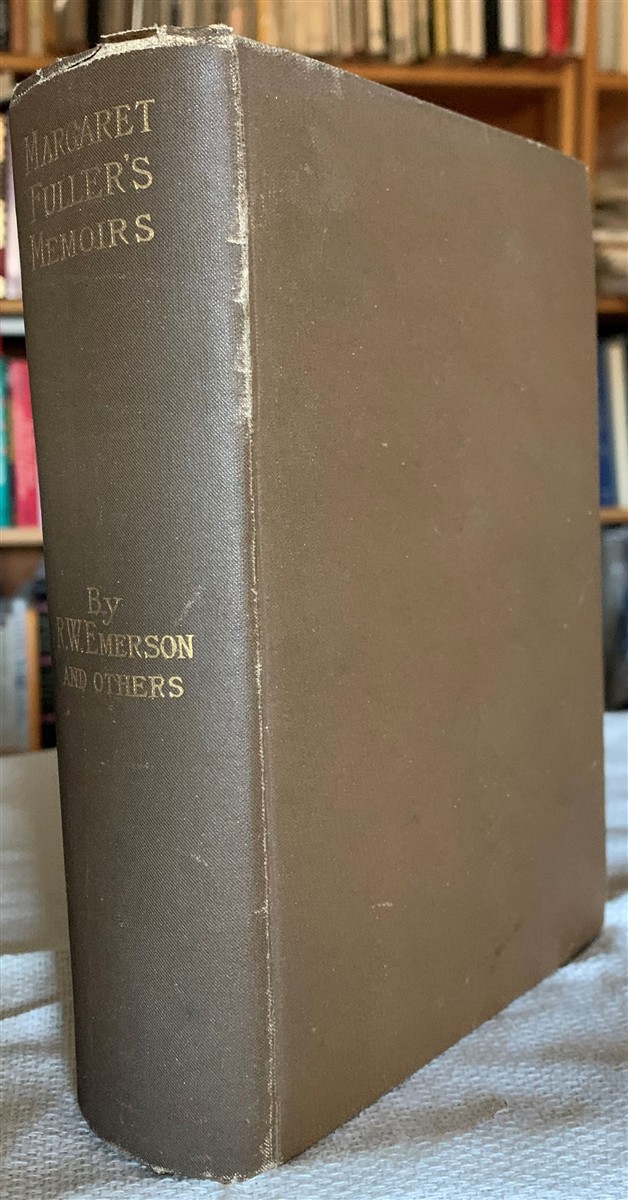 MARGARET
FULLER'S
MEMOIRS
By
R.W. EMERSON
AND OTHERS